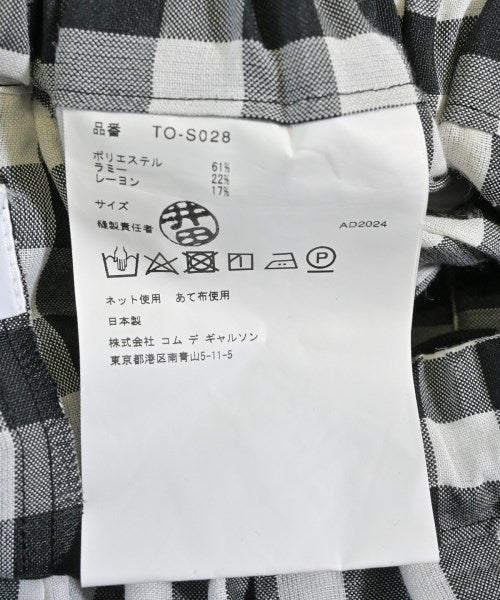 品番 TO-S028
ポリエステル 61%
ラミー 22%
レーヨン 17%
サイズ
縫製責任者 井田
AD2024
P
ネット使用 あて布使用
日本製
株式会社 コム デ ギャルソン
東京都港区南青山5-11-5